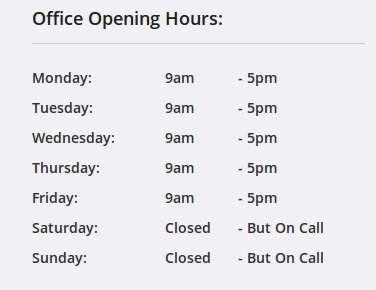 Office Opening Hours:
Monday: 9am - 5pm
Tuesday: 9am - 5pm
Wednesday: 9am - 5pm
Thursday: 9am - 5pm
Friday: 9am - 5pm
Saturday: Closed - But On Call
Sunday: Closed - But On Call